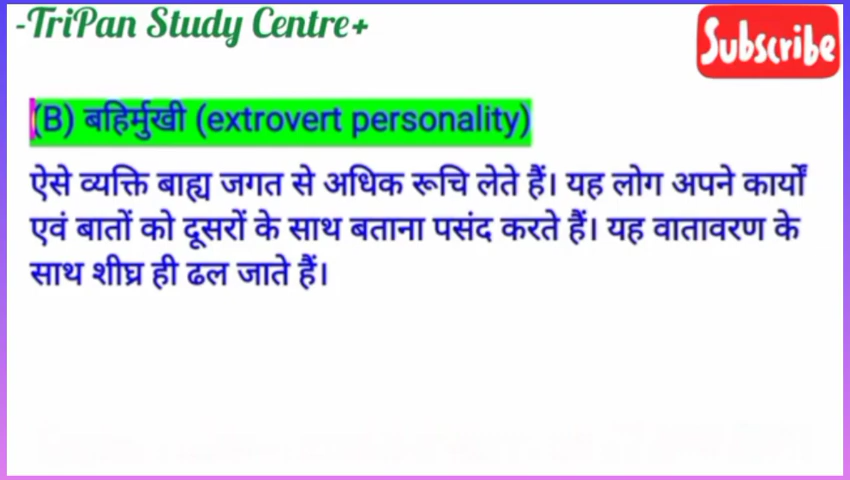 -TriPan Study Centre+
Subscribe
(B) बहिर्मुखी (extrovert personality)
ऐसे व्यक्ति बाह्य जगत से अधिक रूचि लेते हैं। यह लोग अपने कार्यों
एवं बातों को दूसरों के साथ बताना पसंद करते हैं। यह वातावरण के
साथ शीघ्र ही ढल जाते हैं।